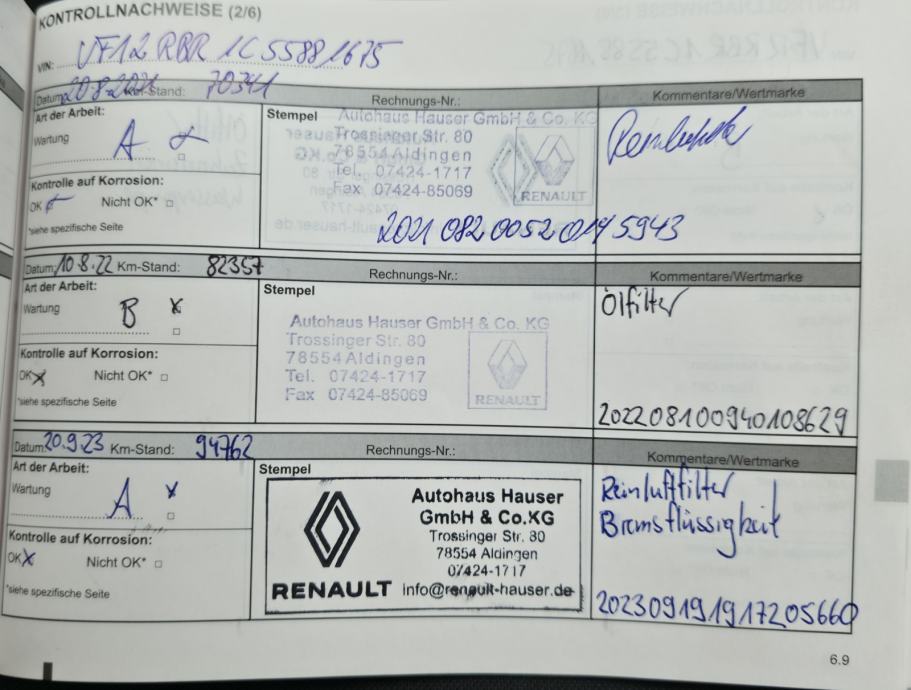 KONTROLLNACHWEISE (2/6)
VIN: VF12RBR1C55881675
Datum: 20.8.2021 Km-Stand: 70341 Rechnungs-Nr.: Kommentare/Wertmarke
Art der Arbeit:
Wartung A
Kontrolle auf Korrosion:
OK Nicht OK*
*siehe spezifische Seite
Stempel
Autohaus Hauser GmbH & Co. KG
Trossinger Str. 80
78554 Aldingen
Tel. 07424-1717
Fax 07424-85069
RENAULT
2021 082 0052 014 5943
Datum: 10.8.22 Km-Stand: 82357 Rechnungs-Nr.: Kommentare/Wertmarke
Art der Arbeit:
Wartung B x
Kontrolle auf Korrosion:
OK x Nicht OK*
*siehe spezifische Seite
Stempel
Autohaus Hauser GmbH & Co. KG
Trossinger Str. 80
78554 Aldingen
Tel. 07424-1717
Fax 07424-85069
RENAULT
Ölfilter
20220810094010 8629
Datum: 20.9.23 Km-Stand: 94762 Rechnungs-Nr.: Kommentare/Wertmarke
Art der Arbeit:
Wartung A x
Kontrolle auf Korrosion:
OK x Nicht OK*
*siehe spezifische Seite
Stempel
RENAULT
Autohaus Hauser
GmbH & Co.KG
Trossinger Str. 80
78554 Aldingen
07424-1717
info@renault-hauser.de
Reinluftfilter
Bremsflüssigkeit
202309191917205660
6.9